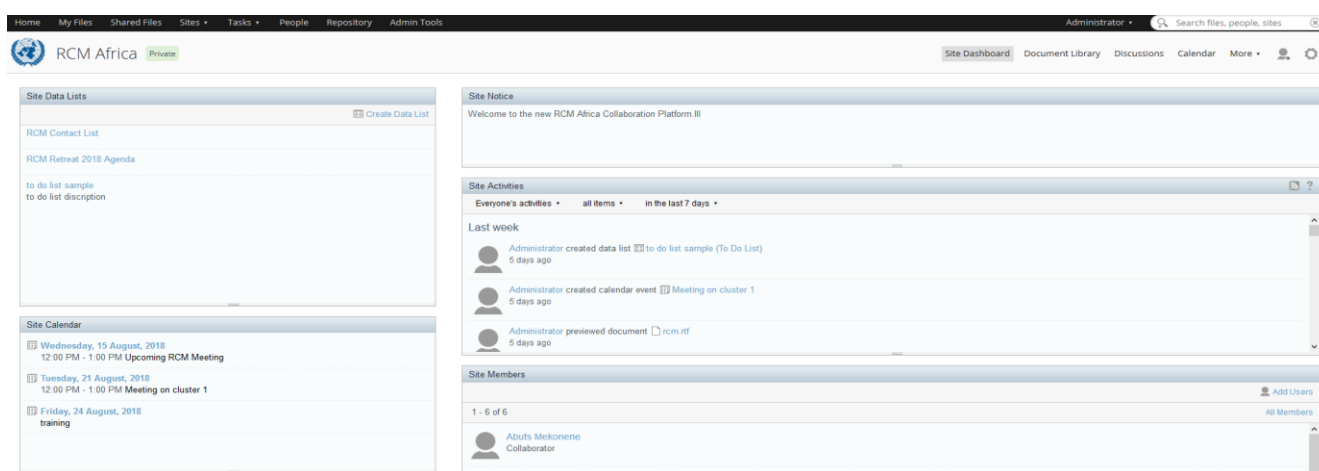 Home My Files Shared Files Sites Tasks People Repository Admin Tools Administrator Search files, people, sites
RCM Africa Private Site Dashboard Document Library Discussions Calendar More
Site Data Lists
Create Data List
RCM Contact List
RCM Retreat 2018 Agenda
to do list sample
to do list discription
Site Calendar
Wednesday, 15 August, 2018
12:00 PM - 1:00 PM Upcoming RCM Meeting
Tuesday, 21 August, 2018
12:00 PM - 1:00 PM Meeting on cluster 1
Friday, 24 August, 2018
training
Site Notice
Welcome to the new RCM Africa Collaboration Platform.III
Site Activities ?
Everyone's activities all items in the last 7 days
Last week
Administrator created data list to do list sample (To Do List)
5 days ago
Administrator created calendar event Meeting on cluster 1
5 days ago
Administrator previewed document rcm.rtf
5 days ago
Site Members
Add Users
1 - 6 of 6 All Members
Abuts Mekonene
Collaborator